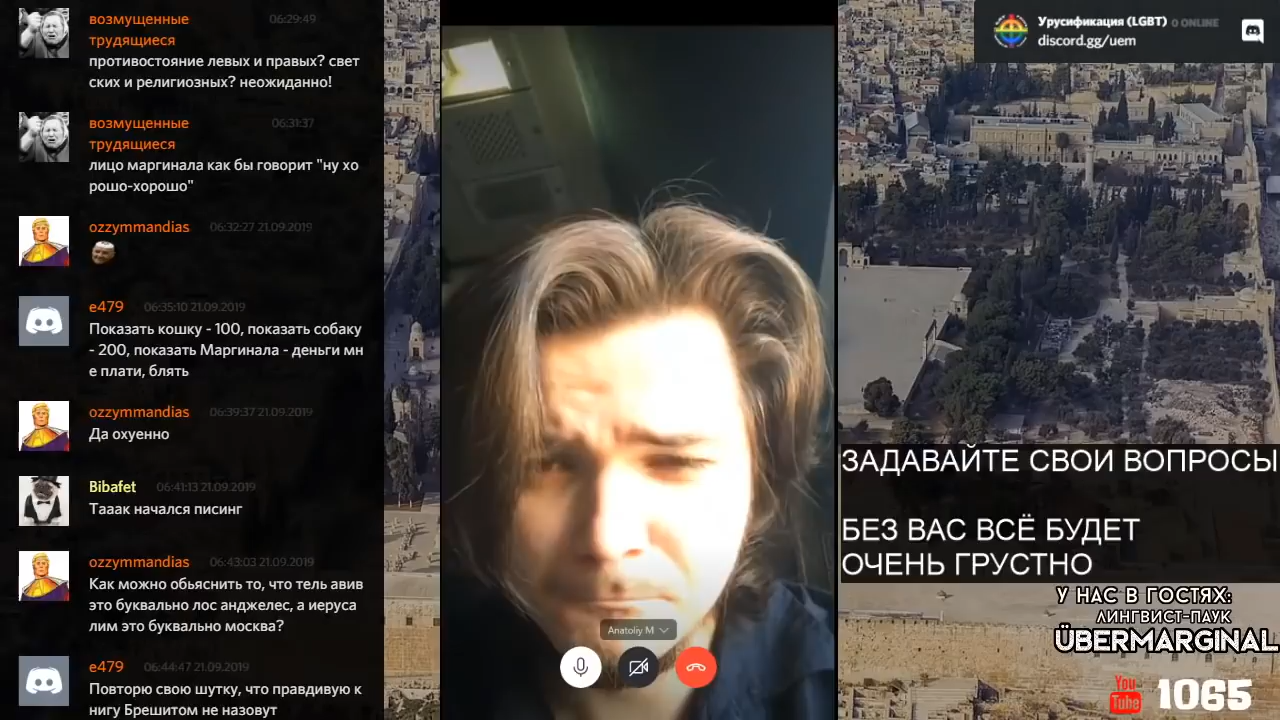 возмущенные 06:29:49
трудящиеся
противостояние левых и правых? свет
ских и религиозных? неожиданно!
возмущенные 06:31:37
трудящиеся
лицо маргинала как бы говорит "ну хо
рошо-хорошо"
ozzymmandias 06:32:27 21.09.2019
e479 06:35:10 21.09.2019
Показать кошку - 100, показать собаку
- 200, показать Маргинала - деньги мн
е плати, блять
ozzymmandias 06:39:37 21.09.2019
Да охуенно
Bibafet 06:41:13 21.09.2019
Тааак начался писинг
ozzymmandias 06:43:03 21.09.2019
Как можно обьяснить то, что тель авив
это буквально лос анджелес, а иеруса
лим это буквально москва?
e479 06:44:47 21.09.2019
Повторю свою шутку, что правдивую к
нигу Брешитом не назовут
Anatoliy M
Урусификация (LGBT) 0 ONLINE
discord.gg/uem
ЗАДАВАЙТЕ СВОИ ВОПРОСЫ
БЕЗ ВАС ВСЁ БУДЕТ
ОЧЕНЬ ГРУСТНО
У НАС В ГОСТЯХ:
ЛИНГВИСТ-ПАУК
ÜBERMARGINAL
You
Tube 1065